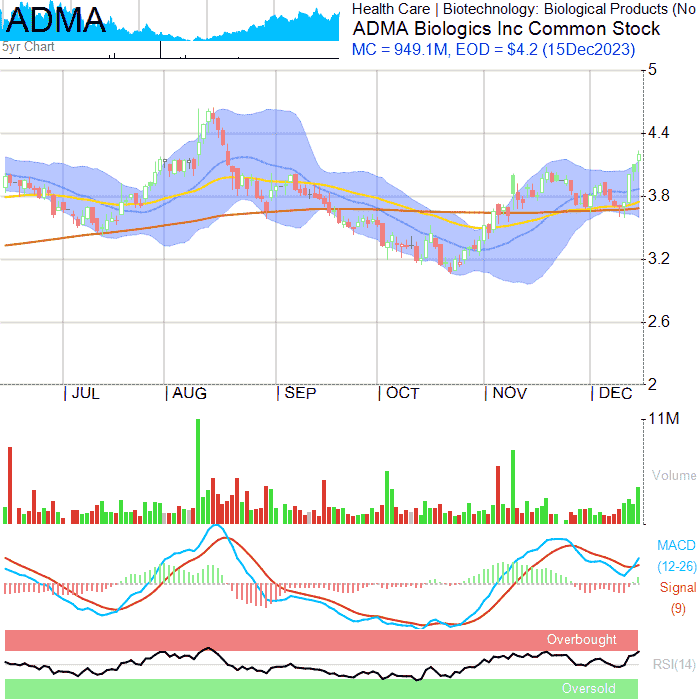 ADMA
5yr Chart
Health Care | Biotechnology: Biological Products (No
ADMA Biologics Inc Common Stock
MC = 949.1M, EOD = $4.2 (15Dec2023)
5
4.4
3.8
3.2
2.6
2
| JUL | AUG | SEP | OCT | NOV | DEC
11M
Volume
MACD
(12-26)
Signal
(9)
Overbought
RSI(14)
Oversold